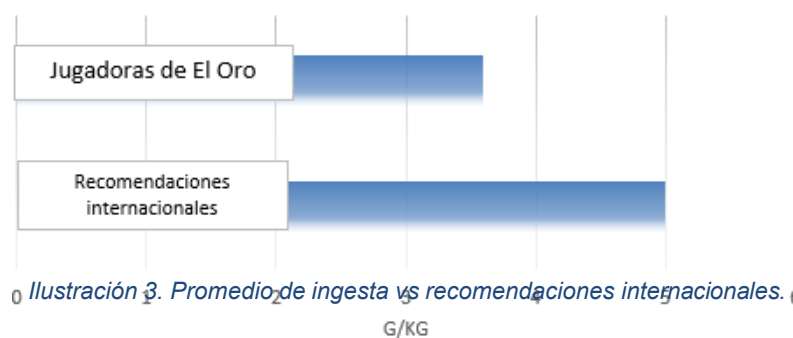 Jugadoras de El Oro
Recomendaciones
internacionales
0 1 2 3 4 5 6
Ilustración 3. Promedio de ingesta vs recomendaciones internacionales.
G/KG